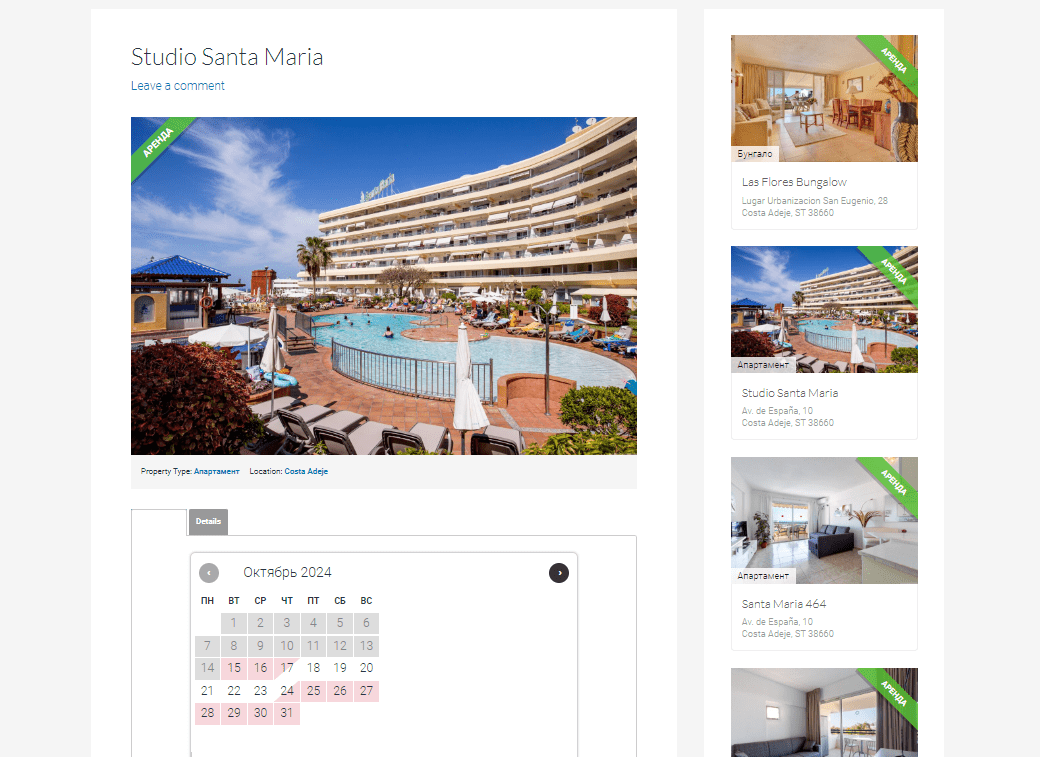 Studio Santa Maria
Leave a comment
АРЕНДА
Property Type: Апартамент Location: Costa Adeje
Details
Октябрь 2024
ПН ВТ СР ЧТ ПТ СБ ВС
1 2 3 4 5 6
7 8 9 10 11 12 13
14 15 16 17 18 19 20
21 22 23 24 25 26 27
28 29 30 31
АРЕНДА
Бунгало
Las Flores Bungalow
Lugar Urbanizacion San Eugenio, 28
Costa Adeje, ST 38660
АРЕНДА
Апартамент
Studio Santa Maria
Av. de España, 10
Costa Adeje, ST 38660
АРЕНДА
Апартамент
Santa Maria 464
Av. de España, 10
Costa Adeje, ST 38660
АРЕНДА